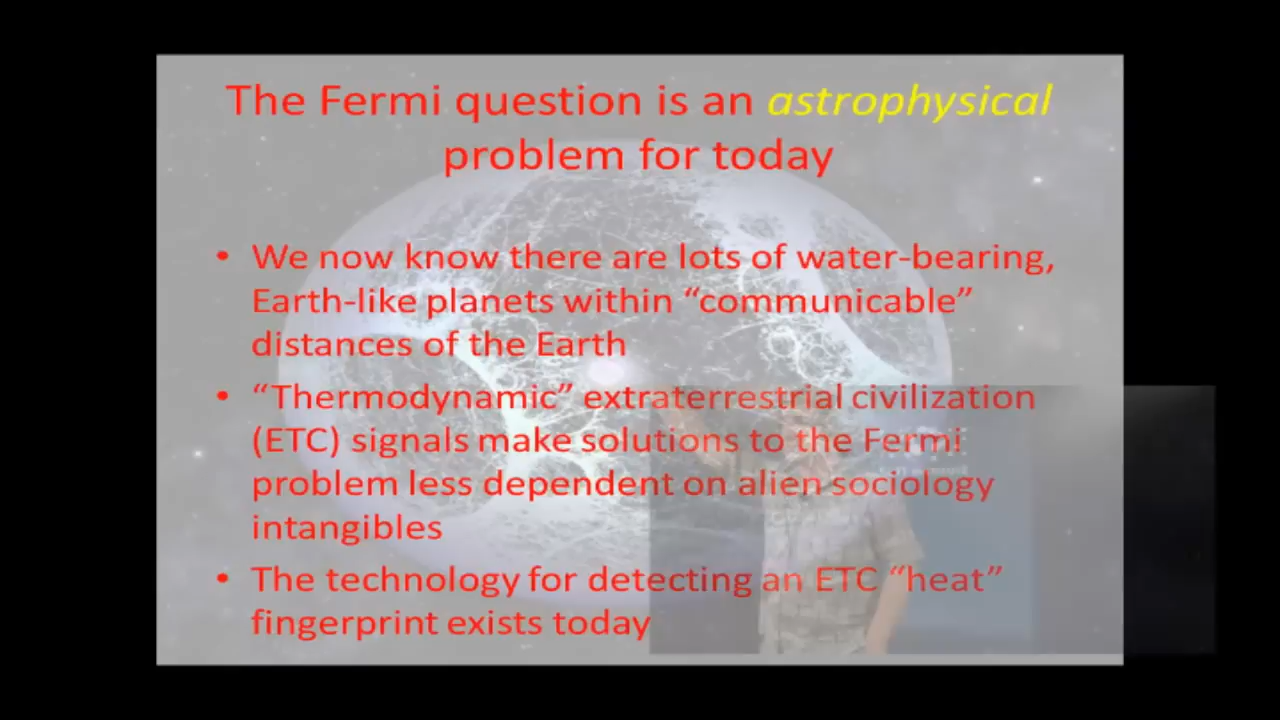 The Fermi question is an astrophysical
problem for today
• We now know there are lots of water-bearing,
Earth-like planets within “communicable”
distances of the Earth
• “Thermodynamic” extraterrestrial civilization
(ETC) signals make solutions to the Fermi
problem less dependent on alien sociology
intangibles
• The technology for detecting an ETC “heat”
fingerprint exists today